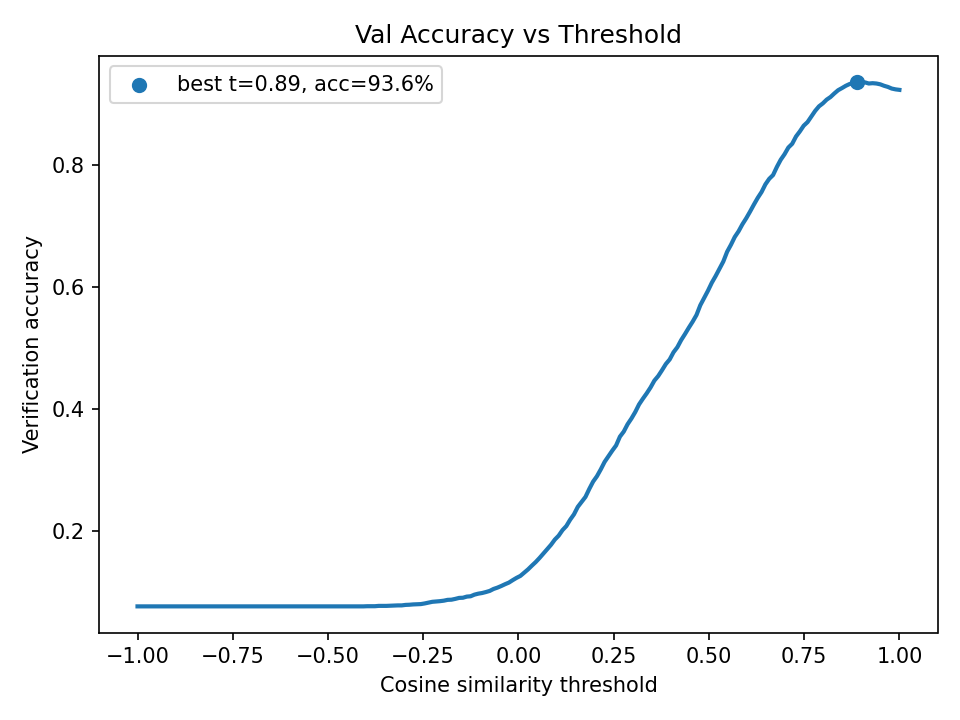 Val Accuracy vs Threshold
best t=0.89, acc=93.6%
Verification accuracy
0.8
0.6
0.4
0.2
−1.00 −0.75 −0.50 −0.25 0.00 0.25 0.50 0.75 1.00
Cosine similarity threshold